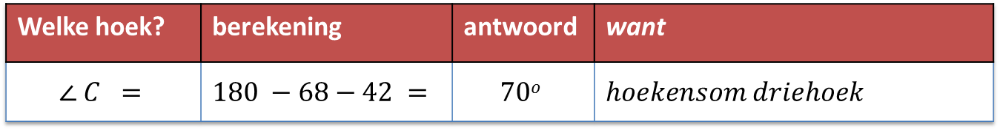 Welke hoek? berekening antwoord want
∠ C = 180 − 68 − 42 = 70° hoekensom driehoek